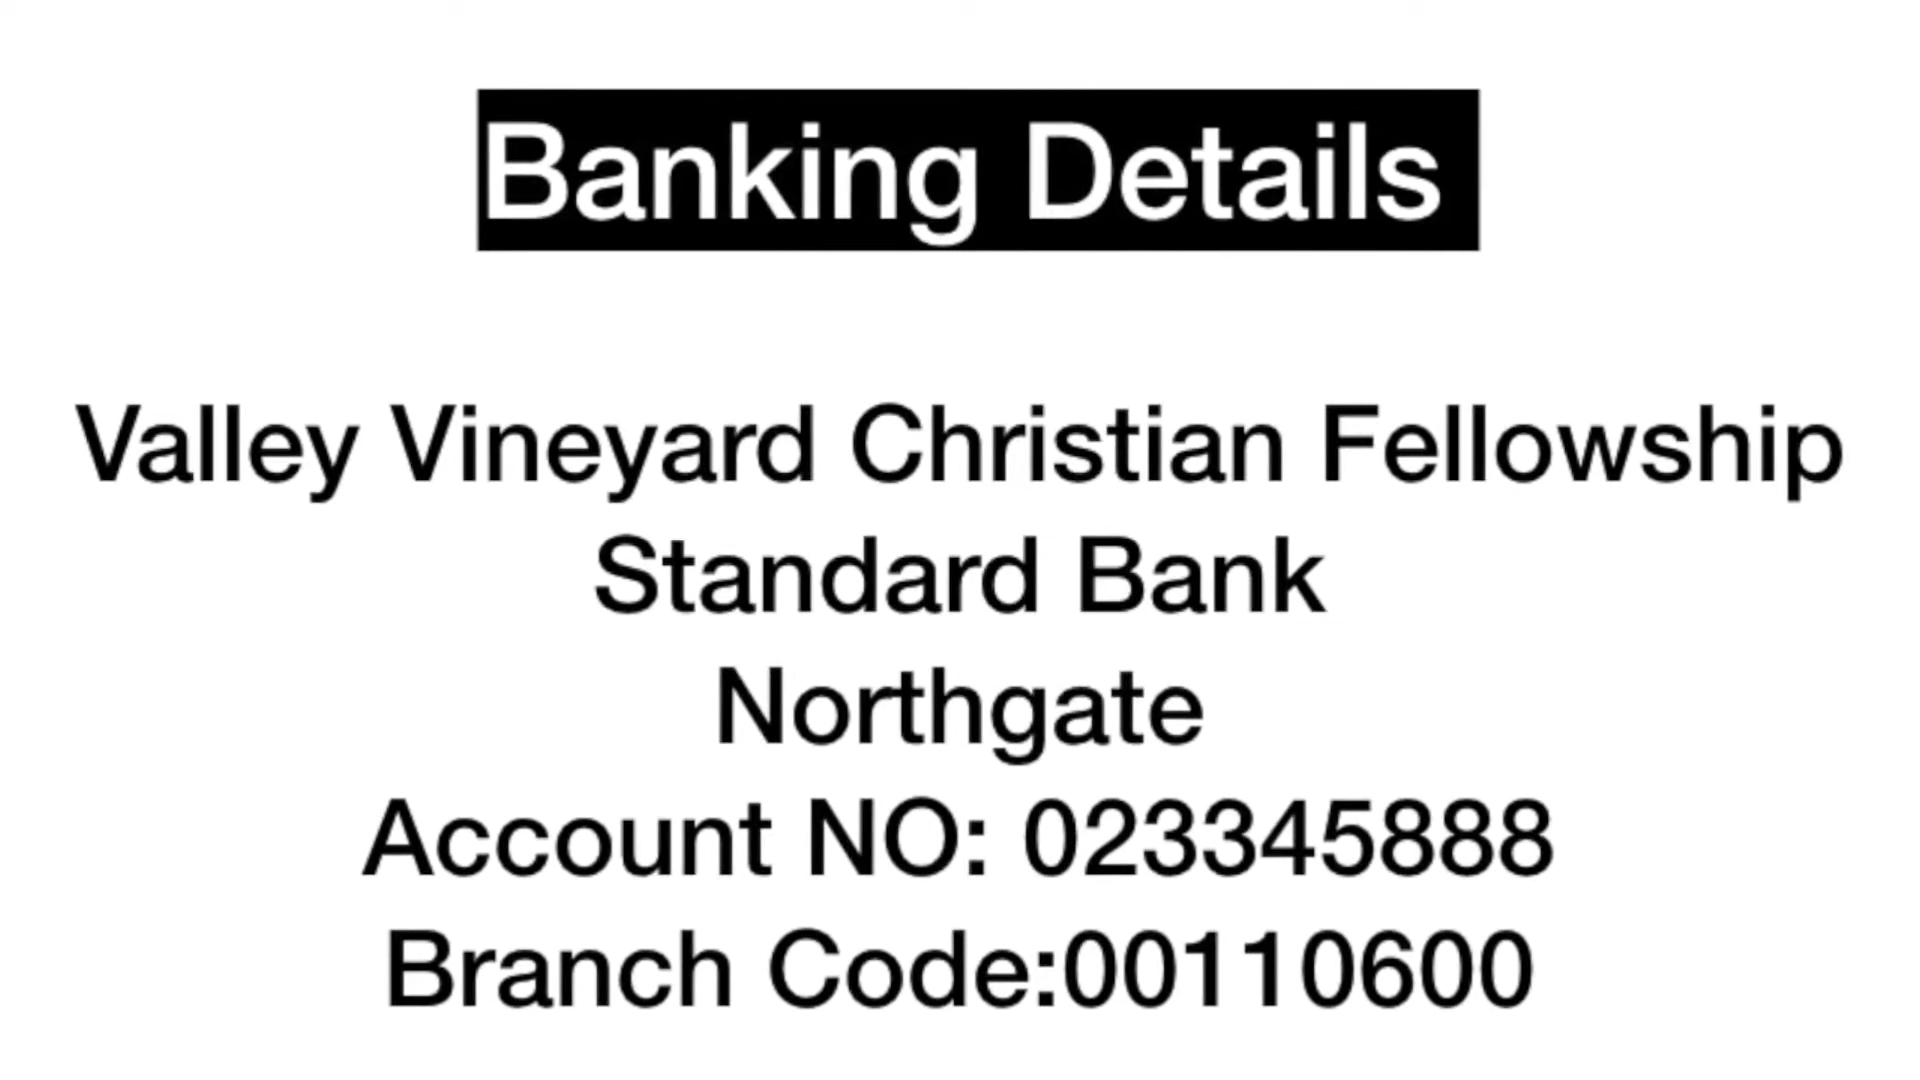 Banking Details
Valley Vineyard Christian Fellowship
Standard Bank
Northgate
Account NO: 023345888
Branch Code:00110600